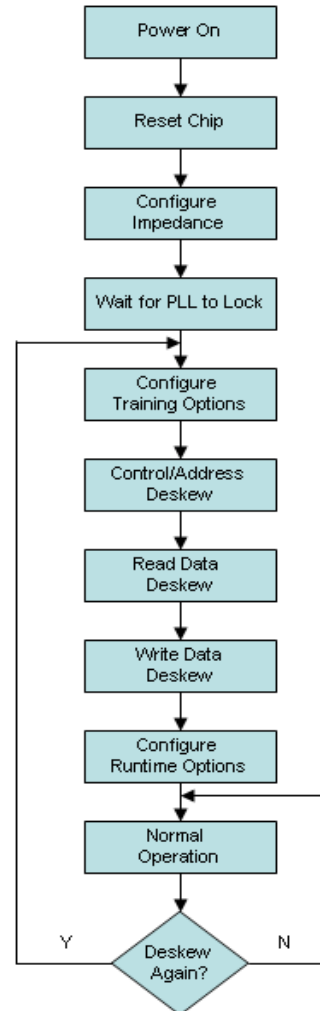 Power On
Reset Chip
Configure
Impedance
Wait for PLL to Lock
Configure
Training Options
Control/Address
Deskew
Read Data
Deskew
Write Data
Deskew
Configure
Runtime Options
Normal
Operation
Y
Deskew
Again?
N